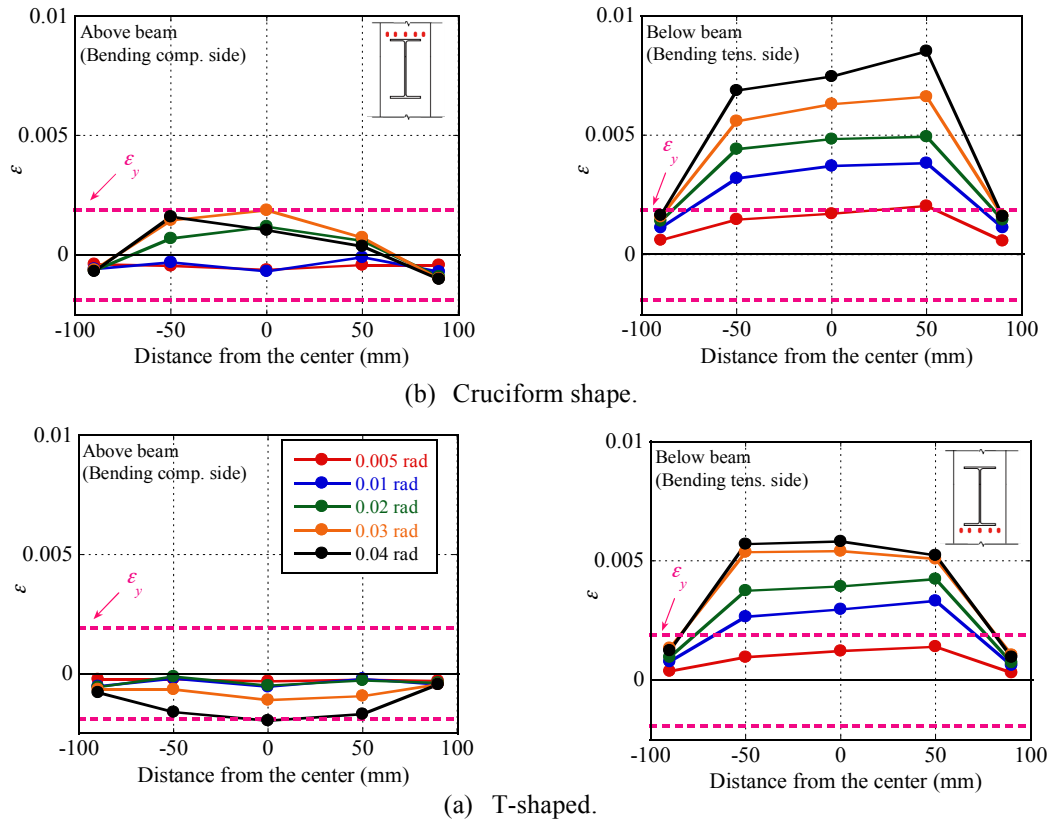 0.01
Above beam
(Bending comp. side)
0.005
ε
εy
0
-100 -50 0 50 100
Distance from the center (mm)
0.01
Below beam
(Bending tens. side)
0.005
ε
εy
0
-100 -50 0 50 100
Distance from the center (mm)
(b) Cruciform shape.
0.01
Above beam
(Bending comp. side)
0.005 rad
0.01 rad
0.02 rad
0.03 rad
0.04 rad
0.005
ε
εy
0
-100 -50 0 50 100
Distance from the center (mm)
0.01
Below beam
(Bending tens. side)
0.005
ε
εy
0
-100 -50 0 50 100
Distance from the center (mm)
(a) T-shaped.